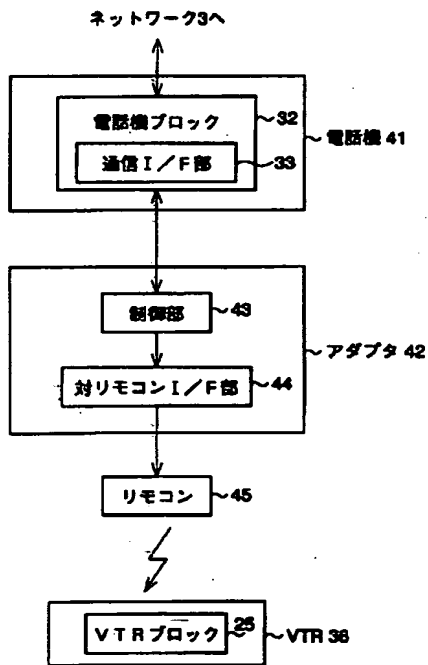 ネットワーク3へ
電話機ブロック
32
通信I/F部
33
電話機 41
制御部
43
対リモコンI/F部
44
アダプタ 42
リモコン
45
VTRブロック
25
VTR 36